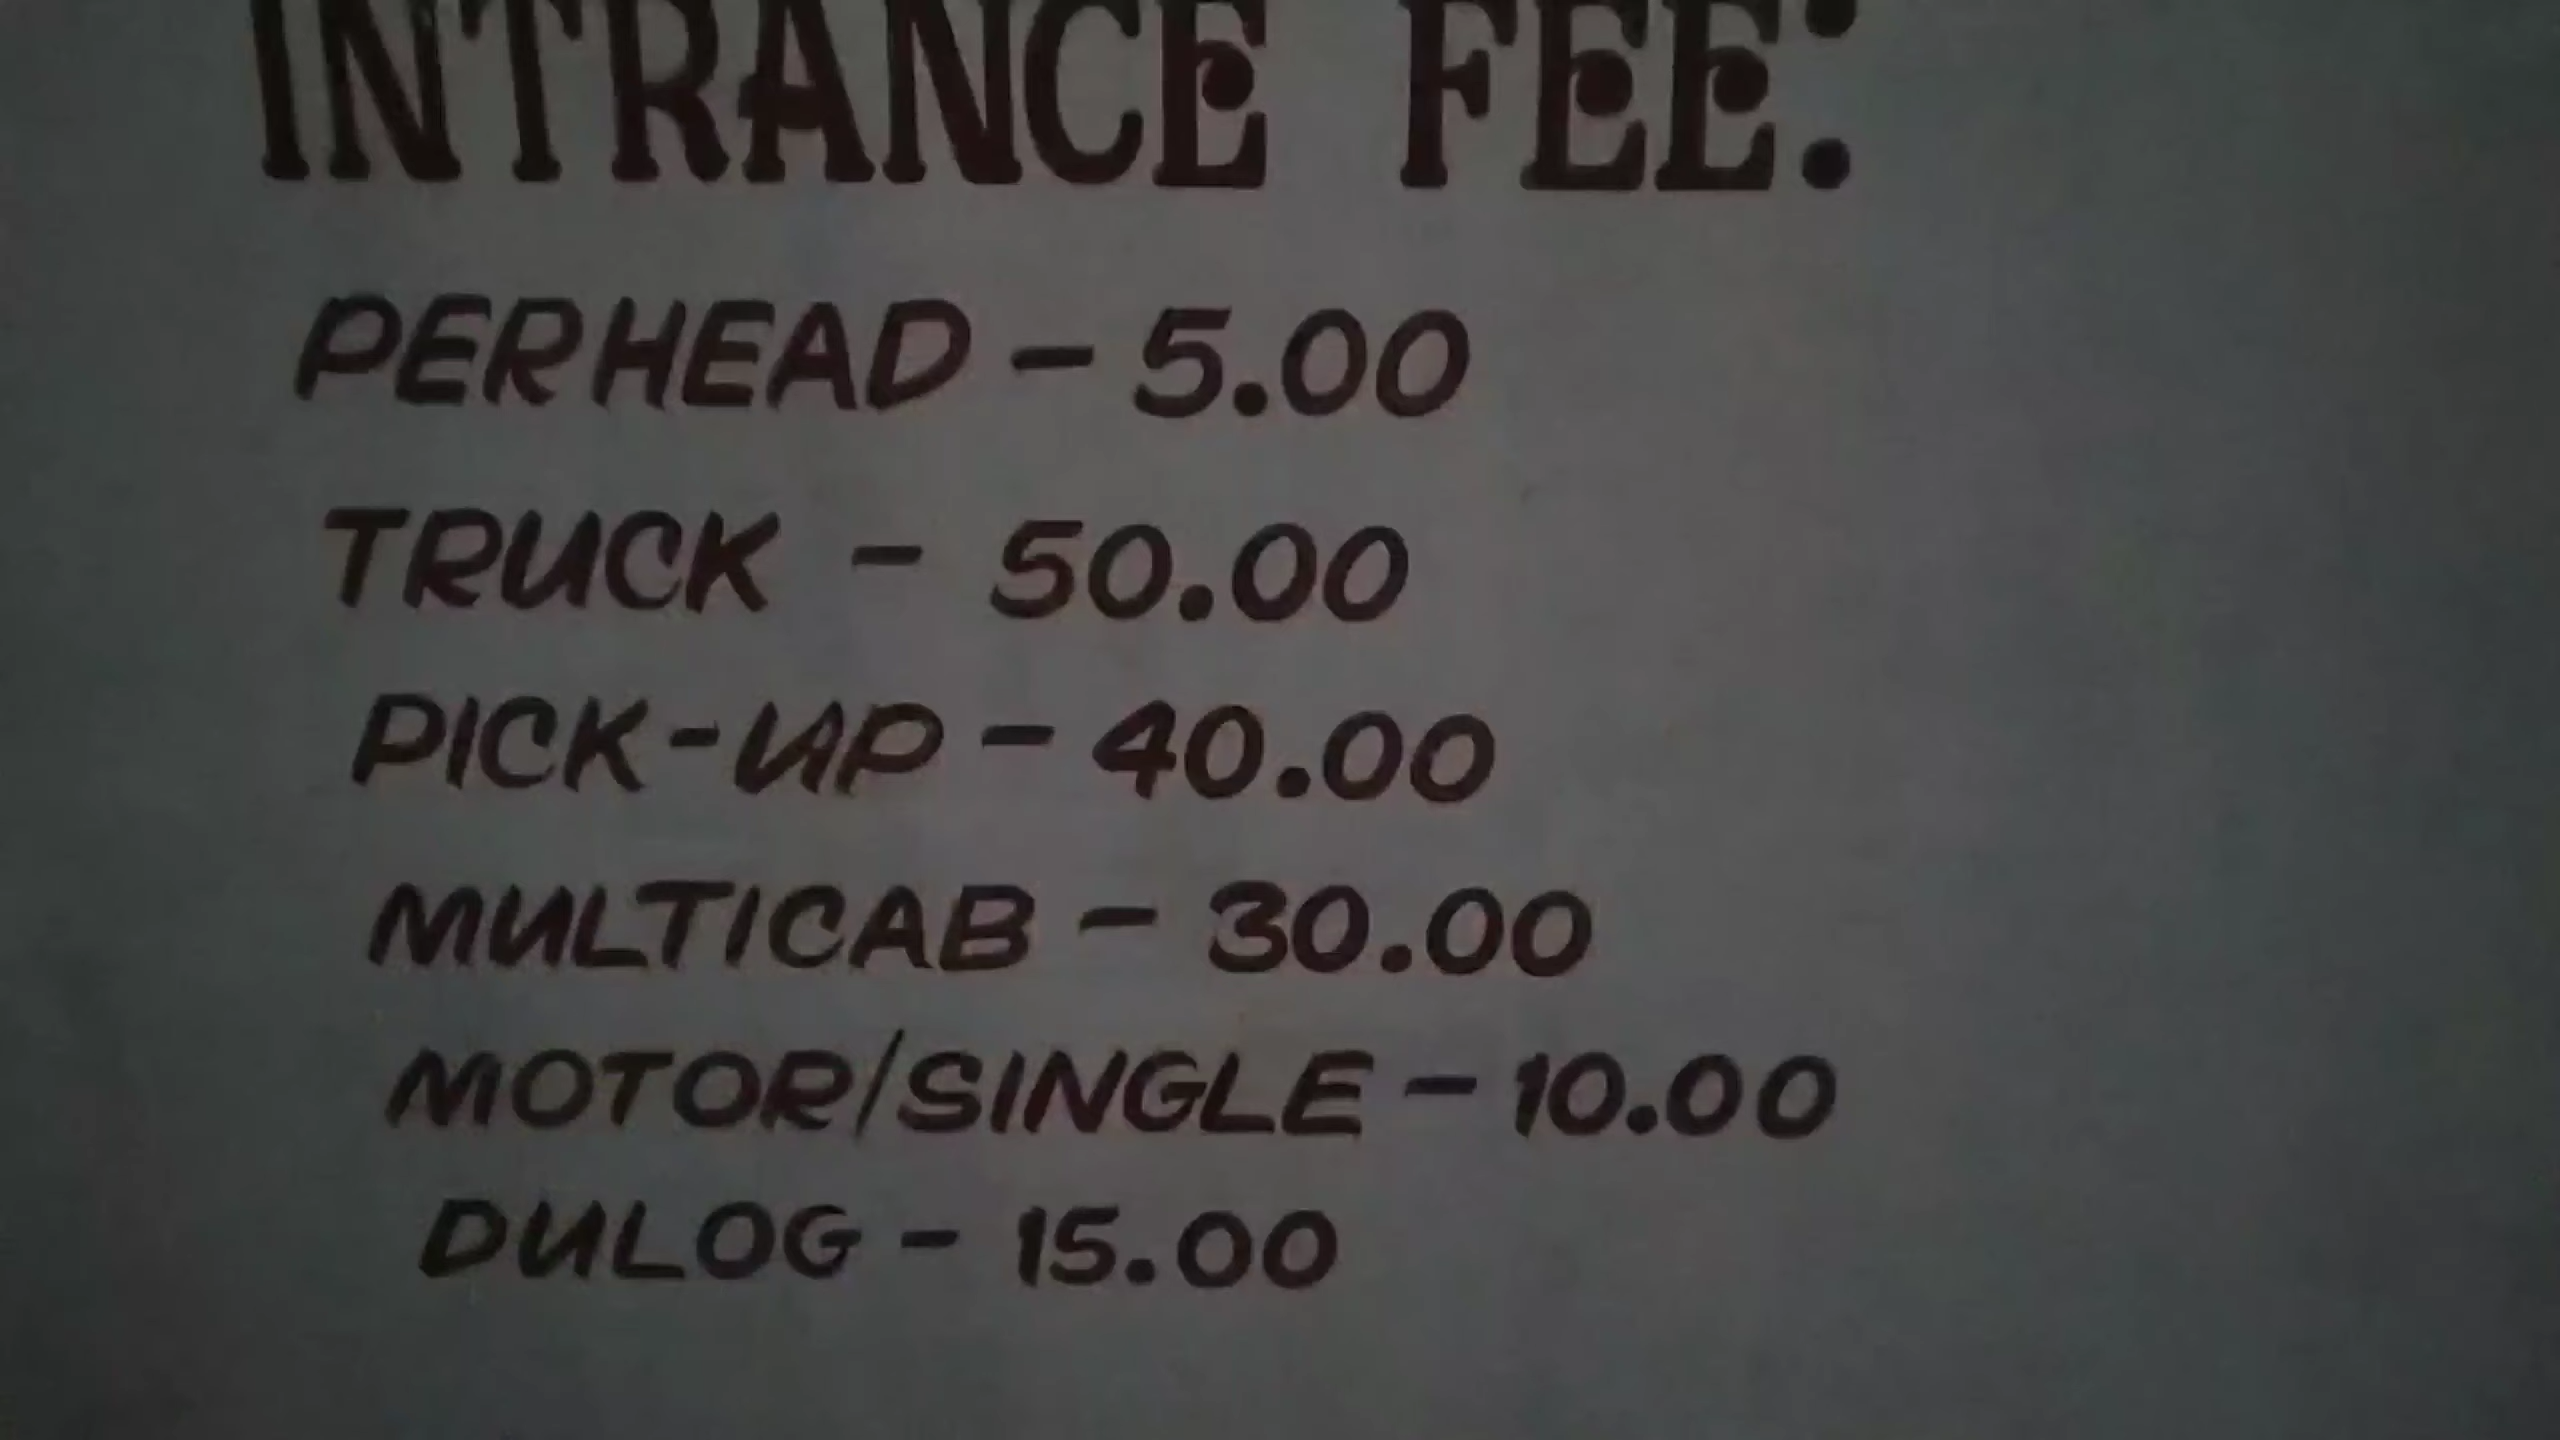 INTRANCE FEE:
PERHEAD - 5.00
TRUCK - 50.00
PICK-UP - 40.00
MULTICAB - 30.00
MOTOR/SINGLE - 10.00
DULOG - 15.00